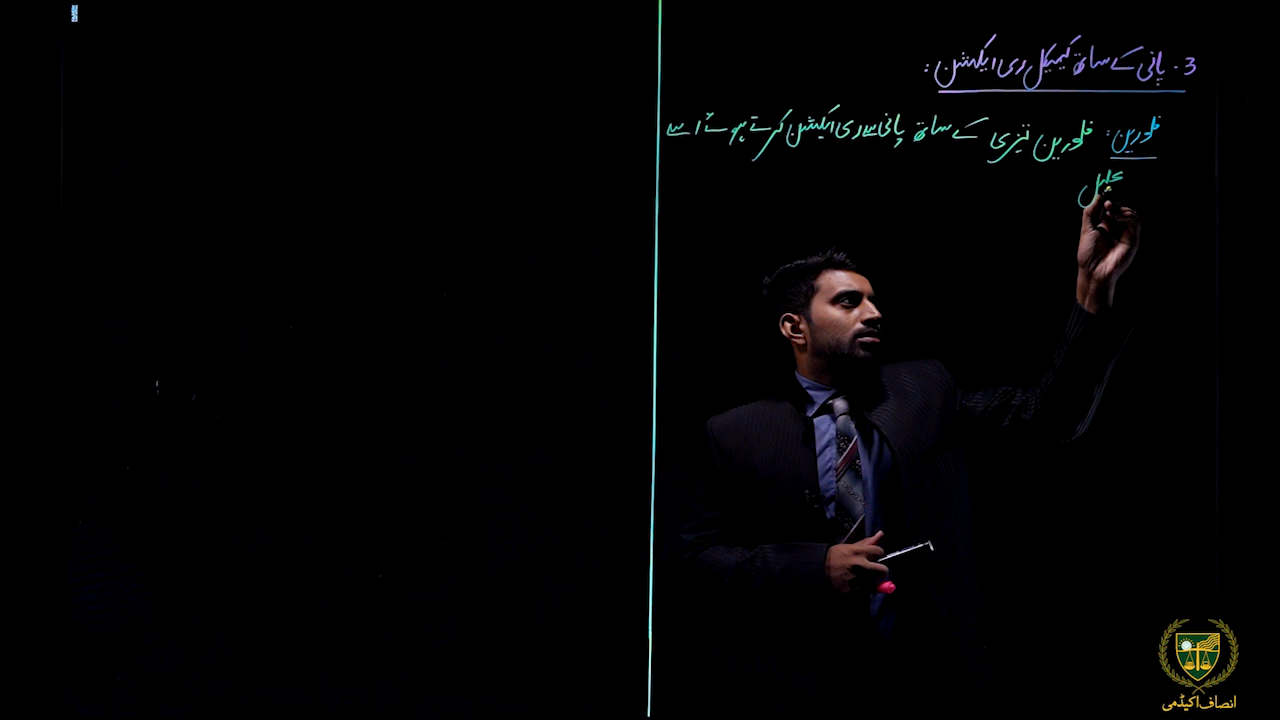 3. پانی کے ساتھ کیمیکل ری ایکشن :
فلورین : فلورین تیزی کے ساتھ پانی سے ری ایکشن کرتے ہوئے اسے
انصاف اکیڈمی